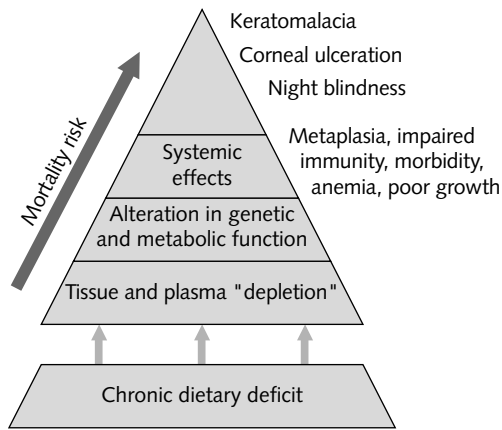 Keratomalacia
Corneal ulceration
Night blindness
Mortality risk
Metaplasia, impaired
immunity, morbidity,
anemia, poor growth
Systemic
effects
Alteration in genetic
and metabolic function
Tissue and plasma "depletion"
Chronic dietary deficit